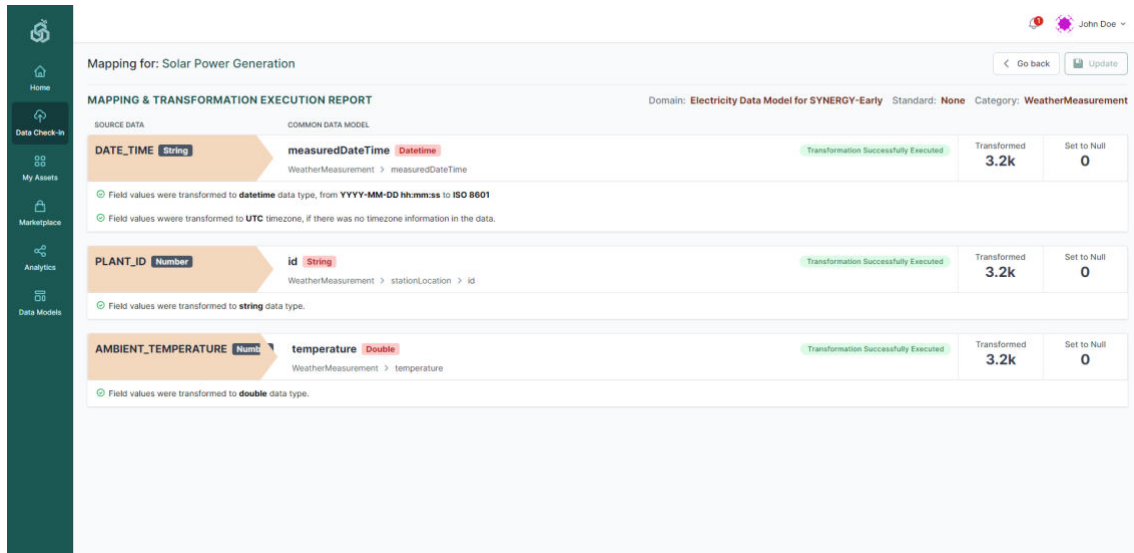 1
John Doe
Home
Data Check-in
My Assets
Marketplace
Analytics
Data Models
Mapping for: Solar Power Generation
Go back
Update
MAPPING & TRANSFORMATION EXECUTION REPORT
Domain: Electricity Data Model for SYNERGY-Early Standard: None Category: WeatherMeasurement
SOURCE DATA COMMON DATA MODEL
DATE_TIME String measuredDateTime Datetime Transformation Successfully Executed Transformed Set to Null
WeatherMeasurement > measuredDateTime 3.2k 0
Field values were transformed to datetime data type, from YYYY-MM-DD hh:mm:ss to ISO 8601
Field values wwere transformed to UTC timezone, if there was no timezone information in the data.
PLANT_ID Number id String Transformation Successfully Executed Transformed Set to Null
WeatherMeasurement > stationLocation > id 3.2k 0
Field values were transformed to string data type.
AMBIENT_TEMPERATURE Numb temperature Double Transformation Successfully Executed Transformed Set to Null
WeatherMeasurement > temperature 3.2k 0
Field values were transformed to double data type.